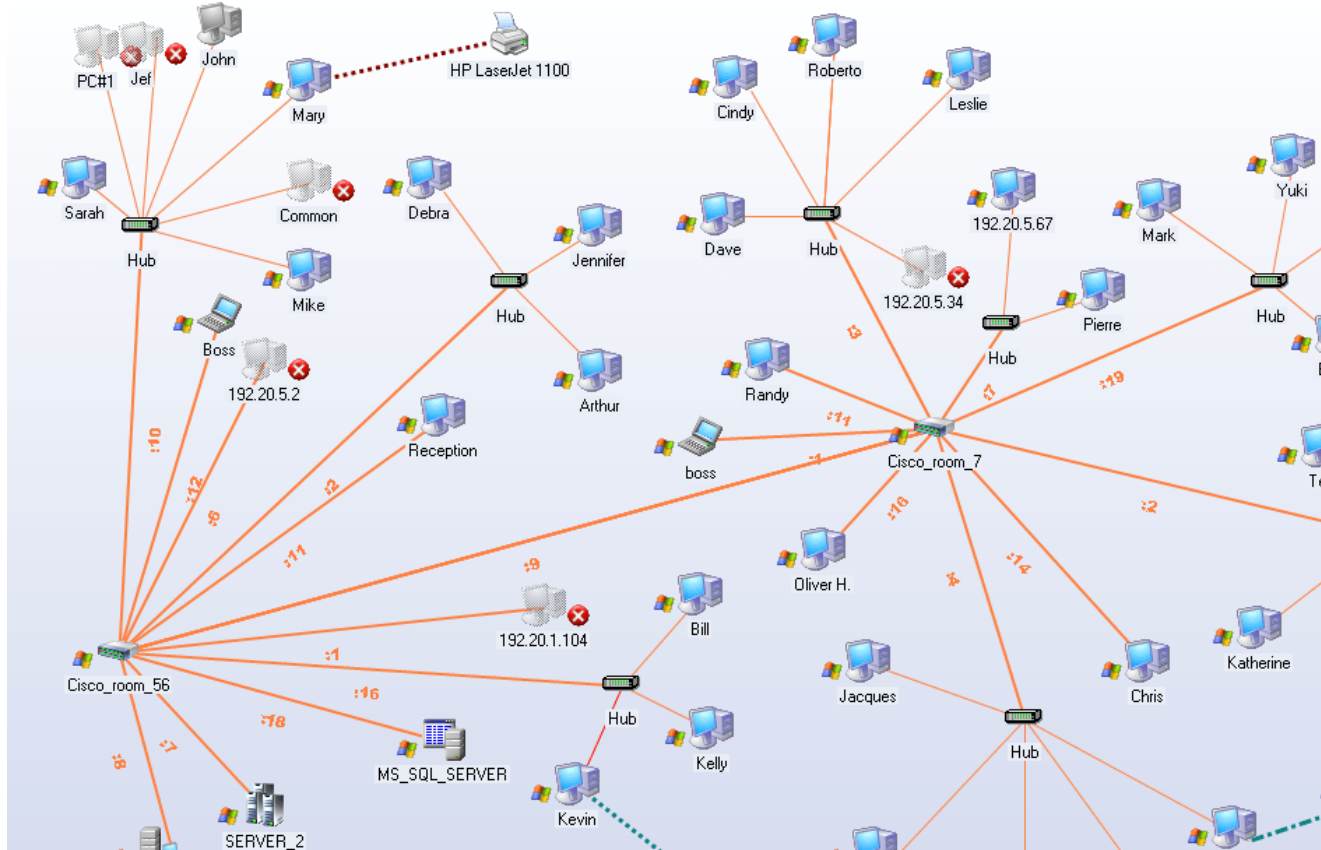 PC#1
Jef
John
Mary
HP LaserJet 1100
Roberto
Cindy
Leslie
Sarah
Common
Debra
Jennifer
Dave
Hub
192.20.5.34
192.20.5.67
Mark
Yuki
Hub
Mike
Hub
Pierre
Hub
Hub
Boss
192.20.5.2
Arthur
Randy
:3
:7
:19
Reception
boss
:11
:1
Cisco_room_7
:10
:12
:6
:2
:11
:9
:16
:2
:14
Oliver H.
192.20.1.104
Bill
Katherine
Cisco_room_56
:1
:16
:18
:7
:8
Hub
Jacques
Chris
MS_SQL_SERVER
Kelly
Hub
Kevin
SERVER_2